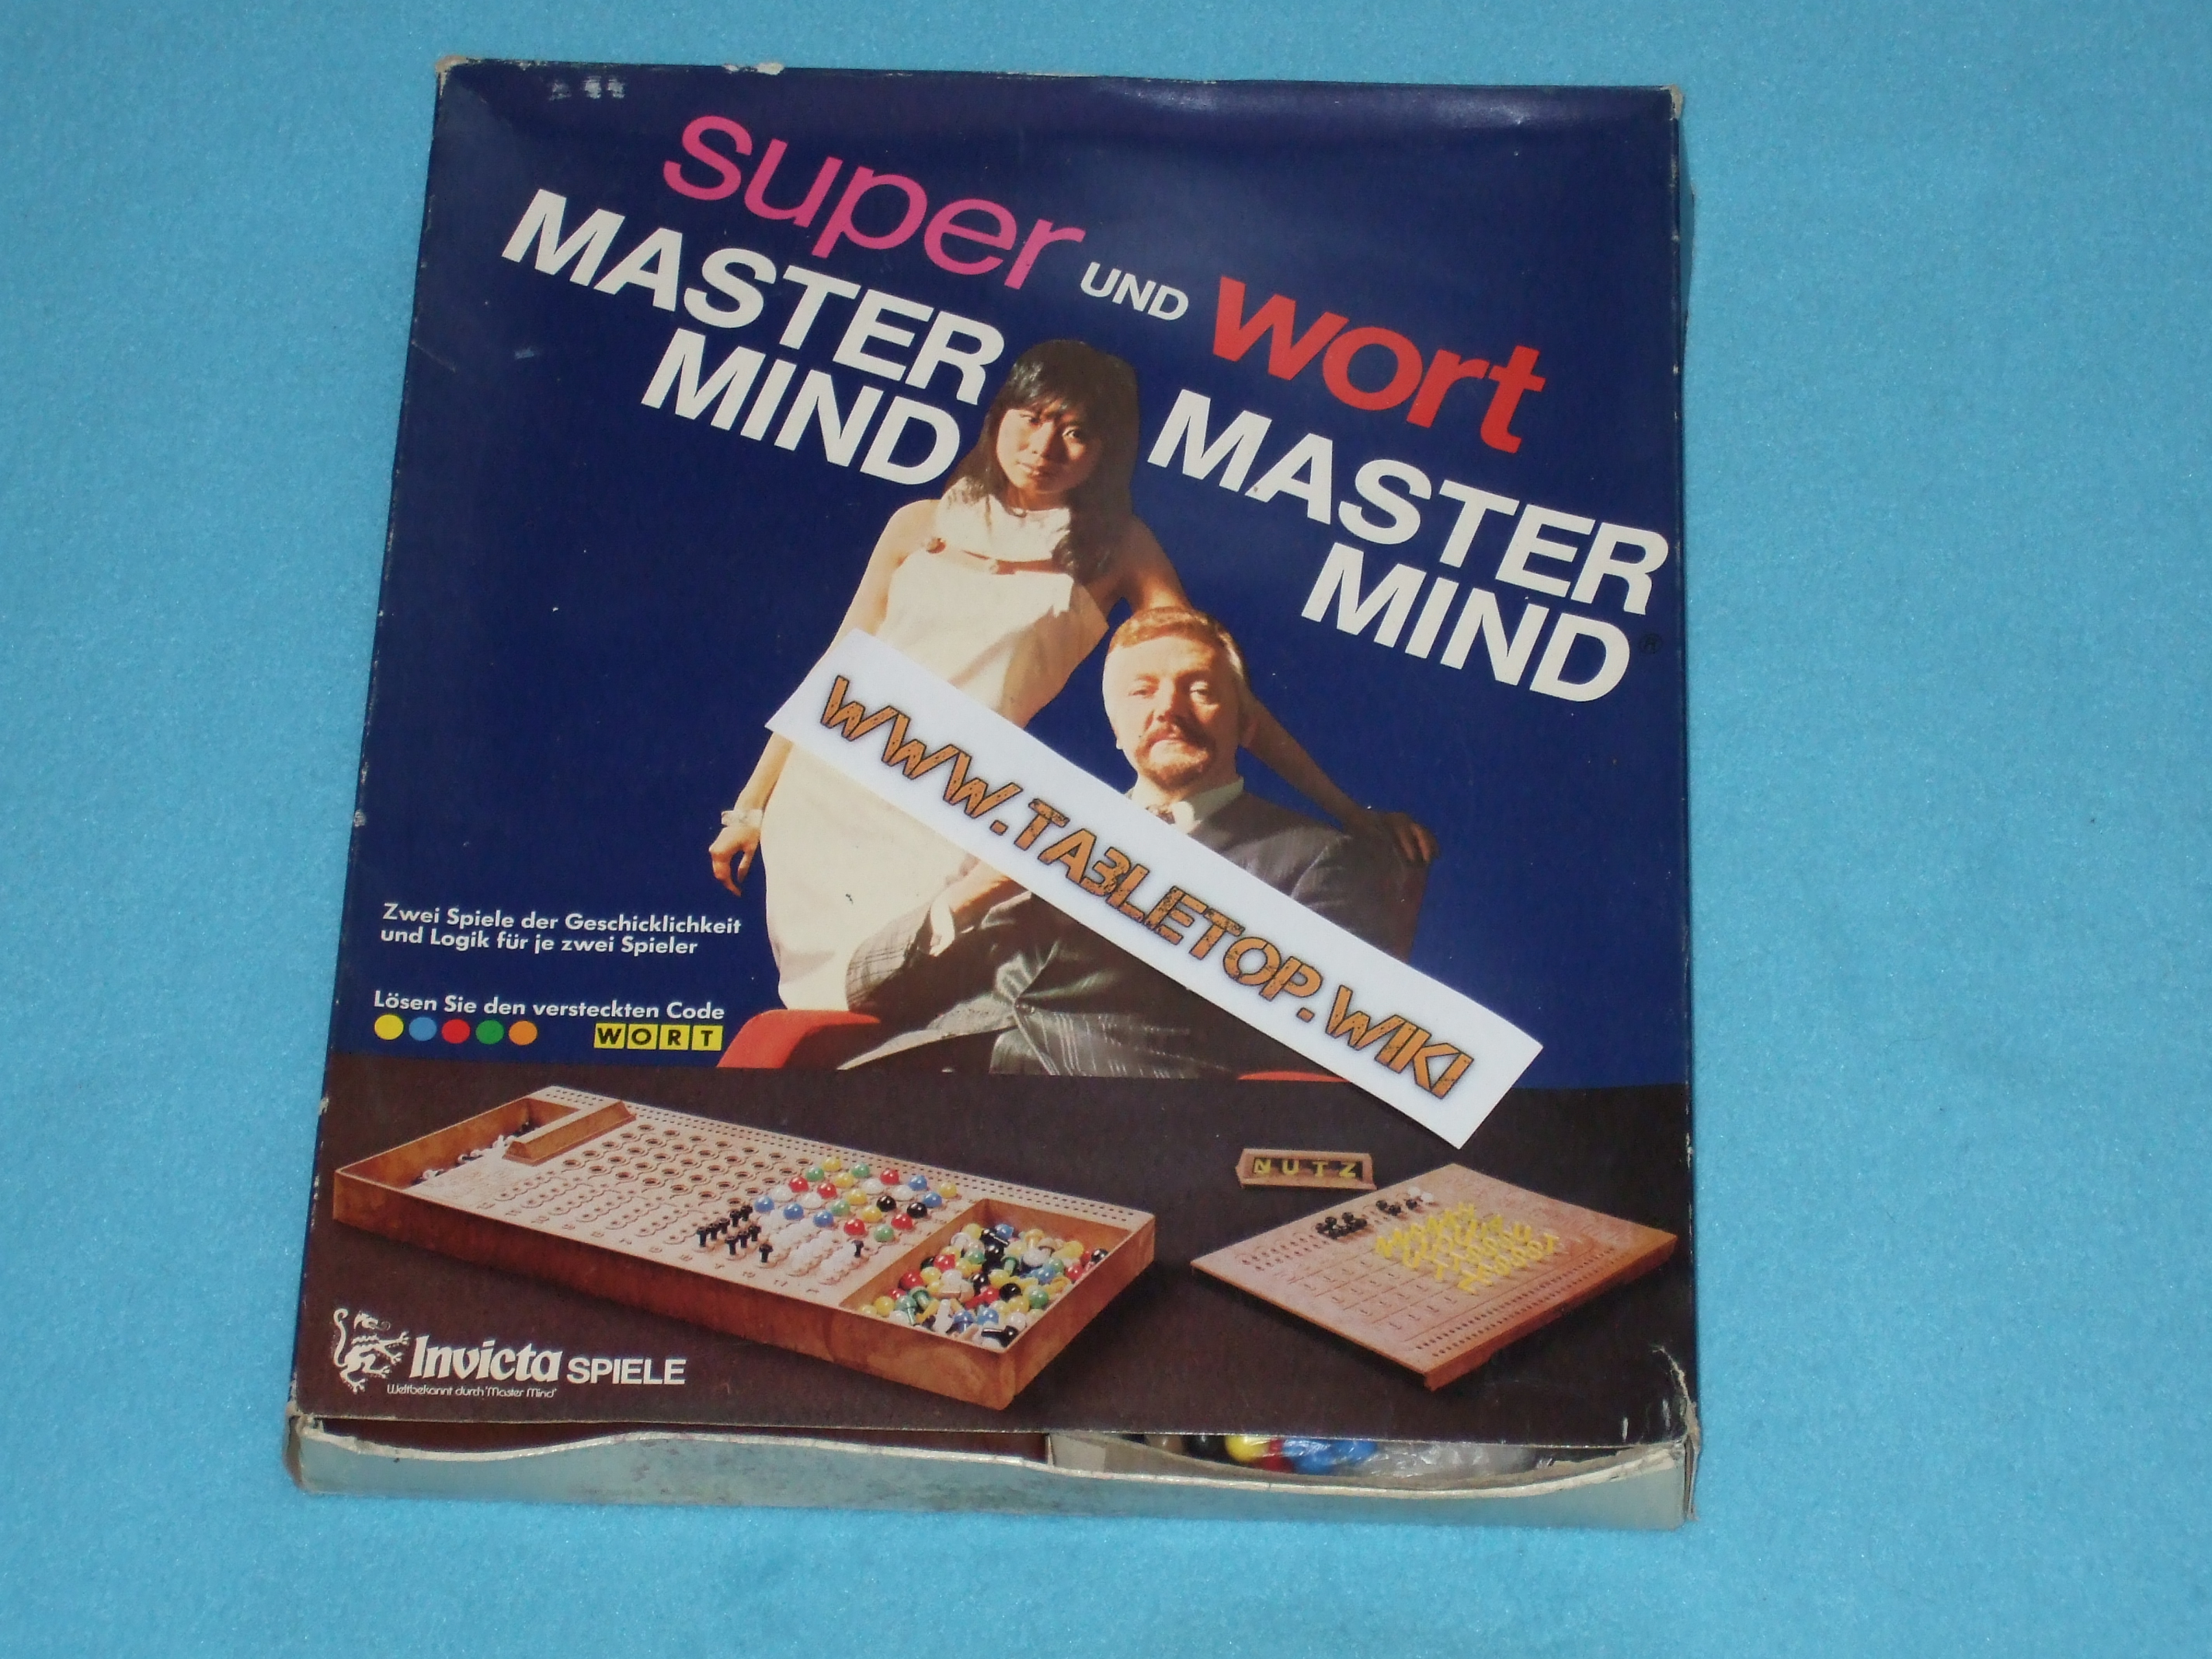 super UND wort
MASTER
MIND
MASTER
MIND®
WWW.TABLETOP.WIKI
Zwei Spiele der Geschicklichkeit
und Logik für je zwei Spieler
Lösen Sie den versteckten Code
WORT
NUTZ
Invicta SPIELE
Weltbekannt durch 'Master Mind'